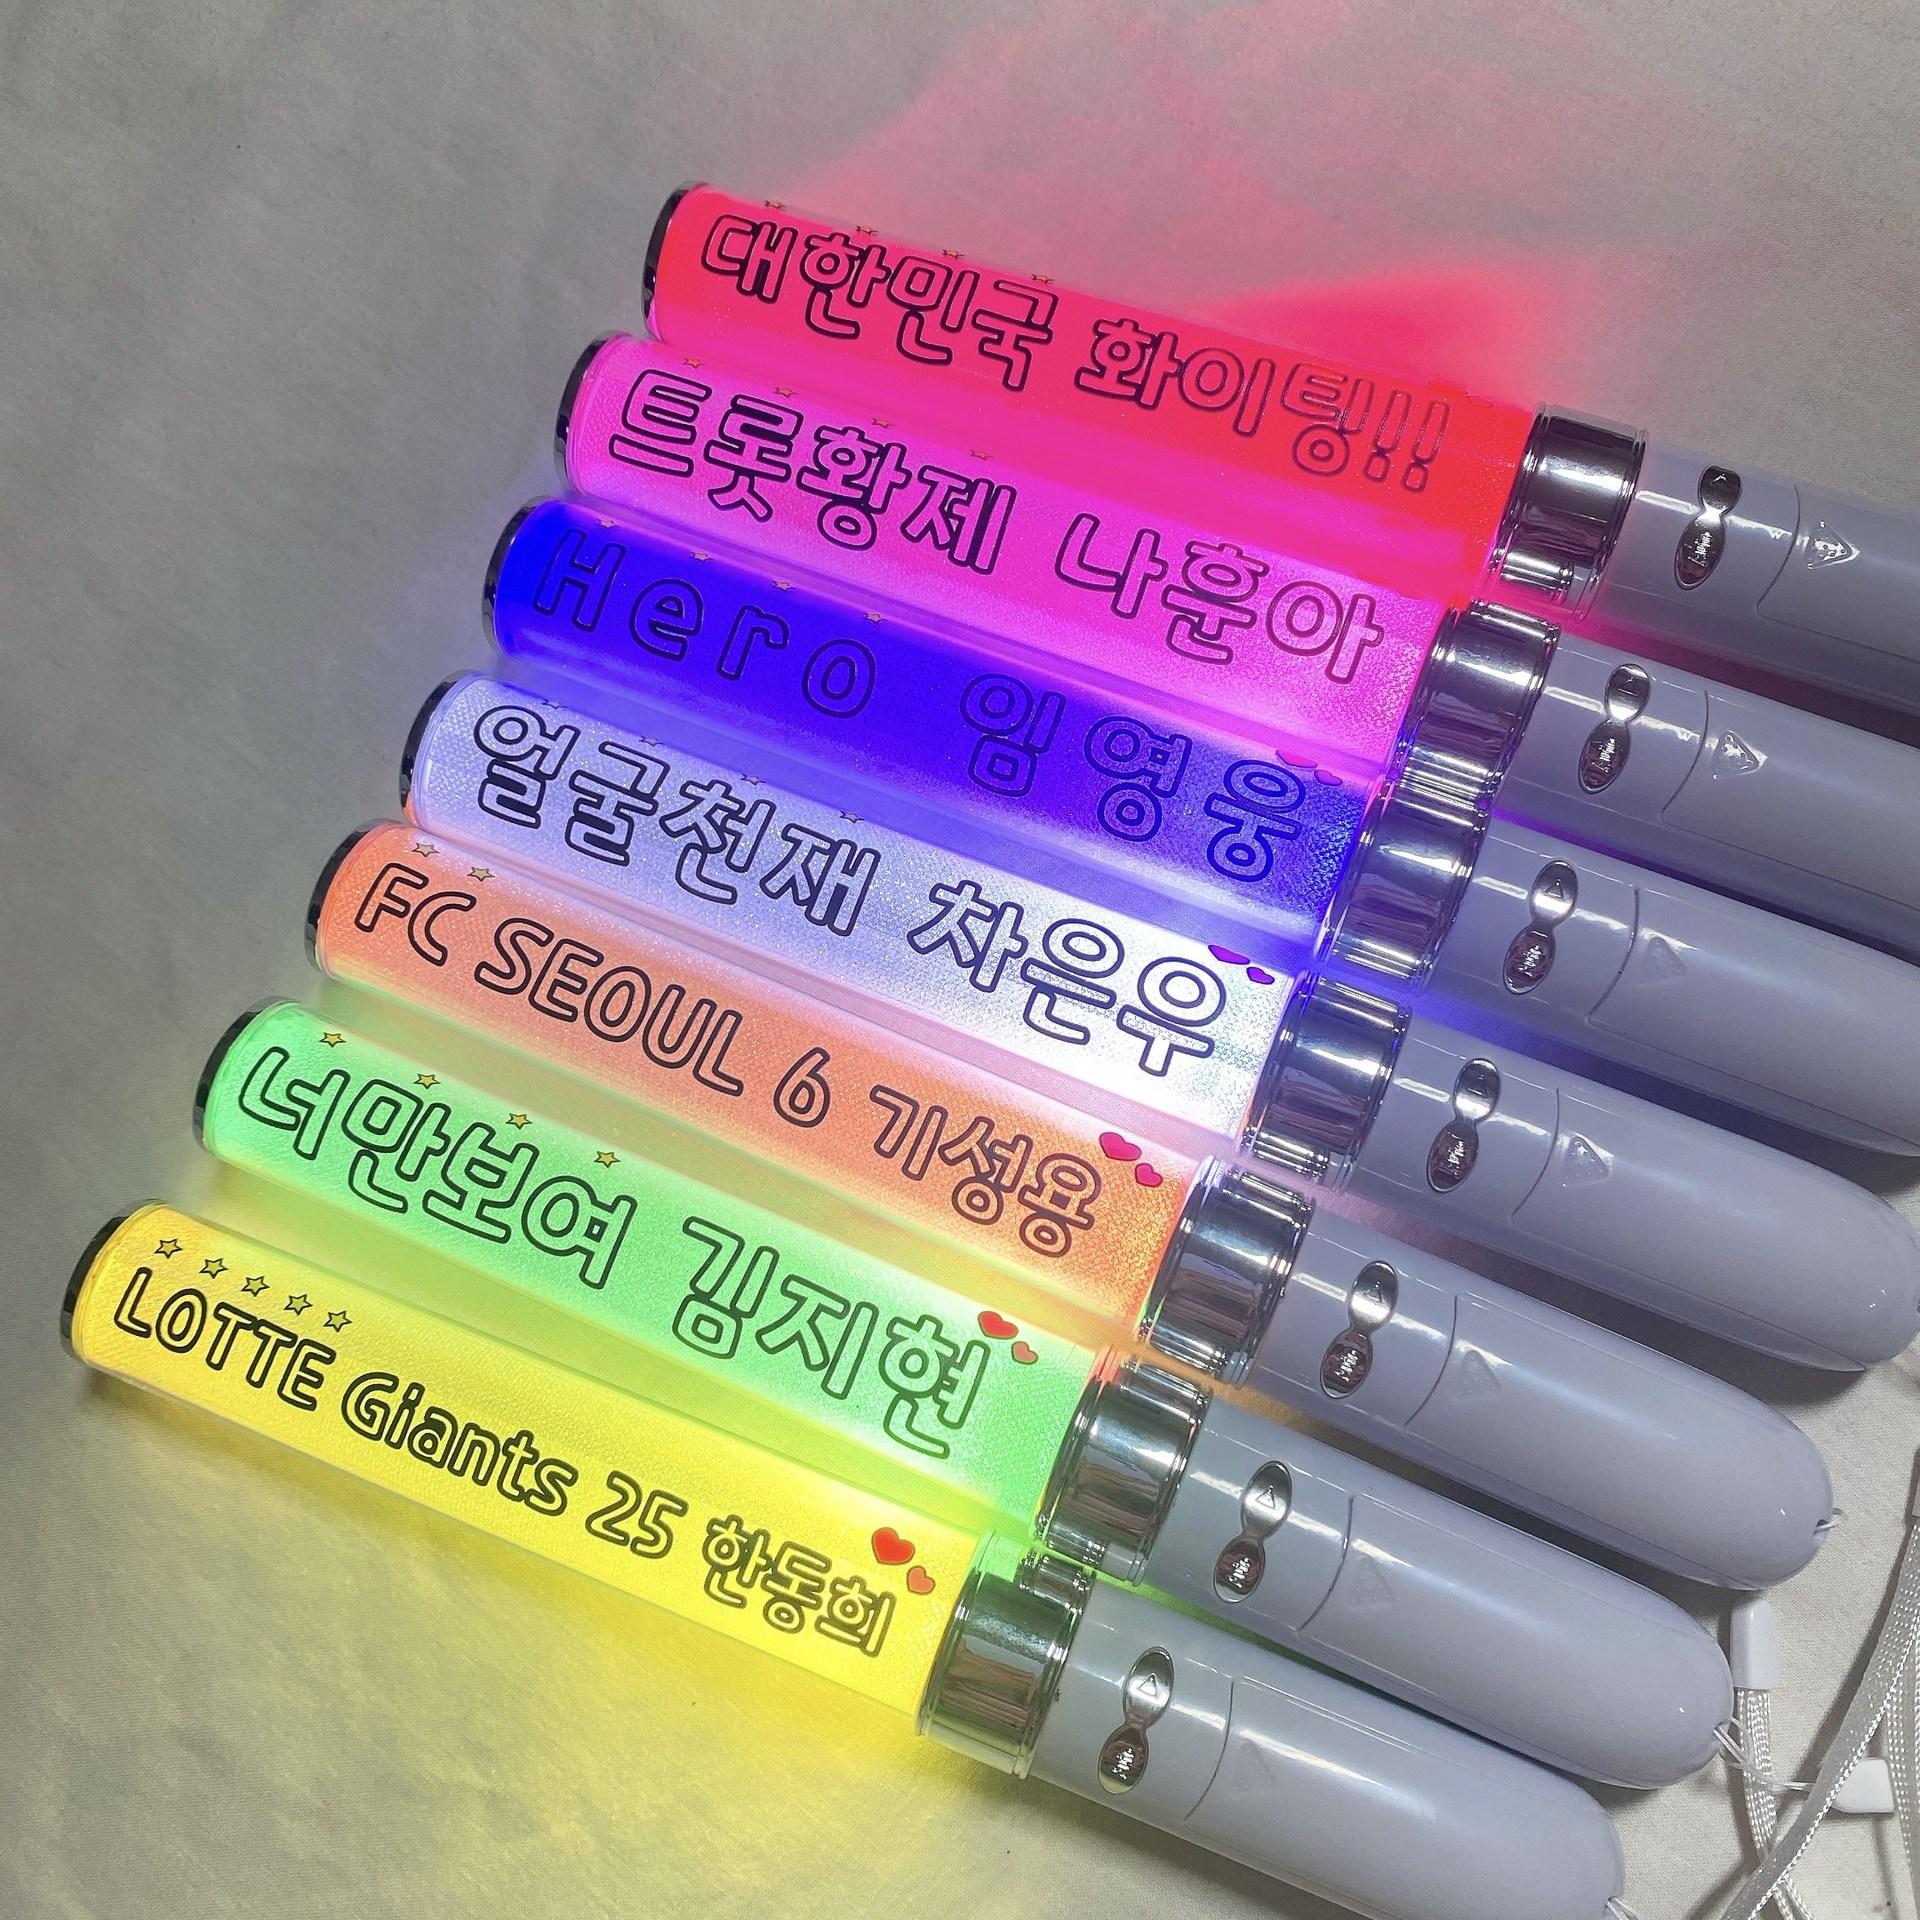 대한민국 화이팅!!
트롯황제 나훈아
Hero 임영웅
얼굴천재 차은우
FC SEOUL 6 기성용
너만보여 김지현
LOTTE Giants 25 한동희